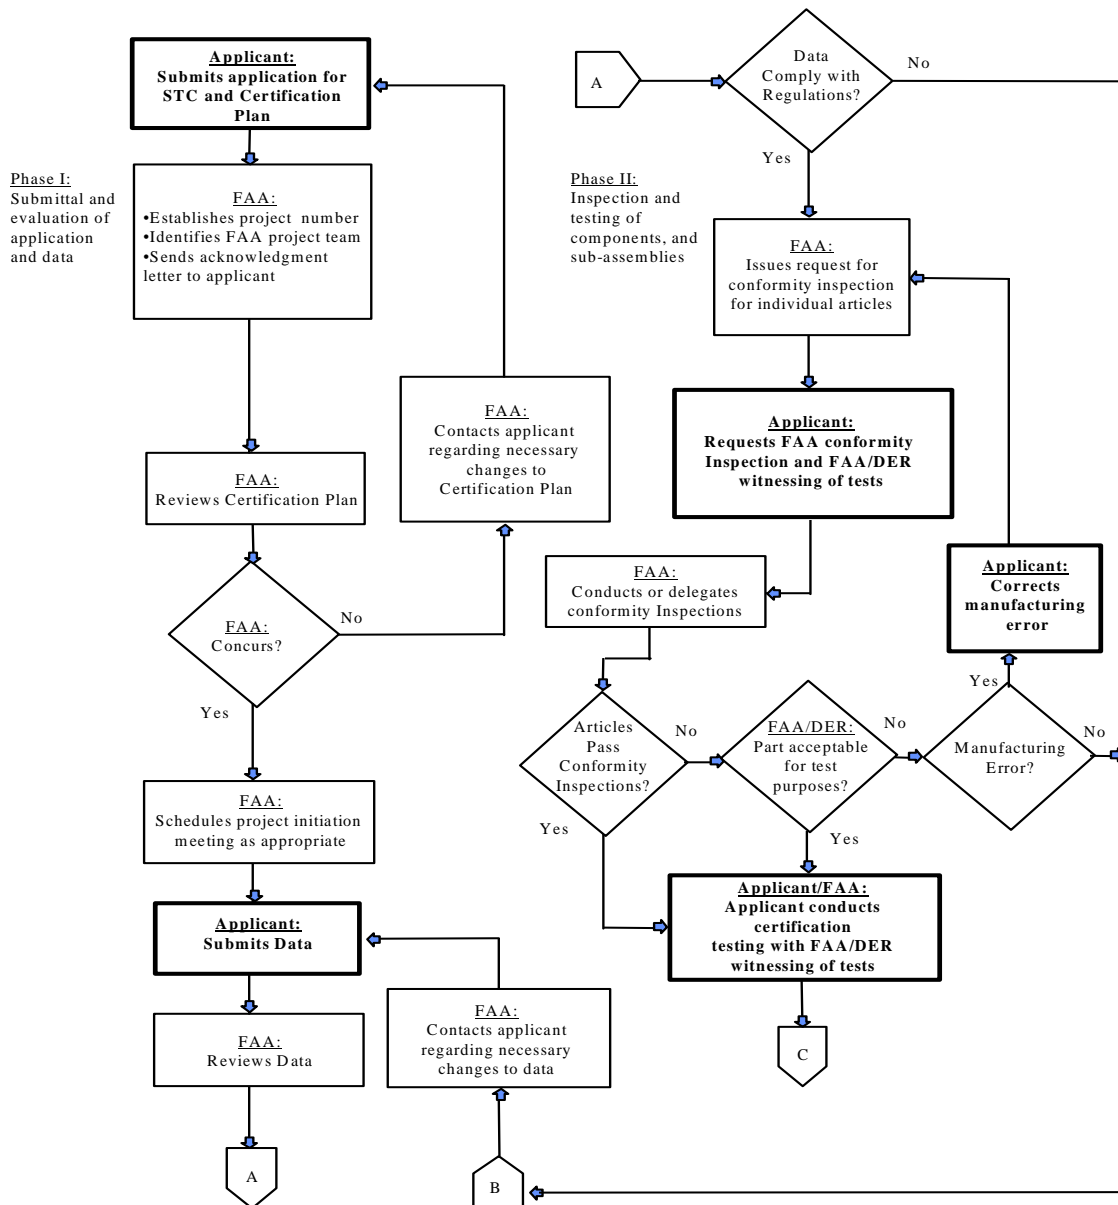 Applicant:
Submits application for
STC and Certification
Plan
Phase I:
Submittal and
evaluation of
application
and data
FAA:
•Establishes project number
•Identifies FAA project team
•Sends acknowledgment
letter to applicant
FAA:
Contacts applicant
regarding necessary
changes to
Certification Plan
FAA:
Reviews Certification Plan
FAA:
Concurs?
No
Yes
FAA:
Schedules project initiation
meeting as appropriate
Applicant:
Submits Data
FAA:
Reviews Data
FAA:
Contacts applicant
regarding necessary
changes to data
A
B
A
Data
Comply with
Regulations?
No
Yes
Phase II:
Inspection and
testing of
components, and
sub-assemblies
FAA:
Issues request for
conformity inspection
for individual articles
Applicant:
Requests FAA conformity
Inspection and FAA/DER
witnessing of tests
FAA:
Conducts or delegates
conformity Inspections
Applicant:
Corrects
manufacturing
error
Yes
Articles
Pass
Conformity
Inspections?
No
FAA/DER:
Part acceptable
for test
purposes?
No
Manufacturing
Error?
No
Yes
Yes
Applicant/FAA:
Applicant conducts
certification
testing with FAA/DER
witnessing of tests
C